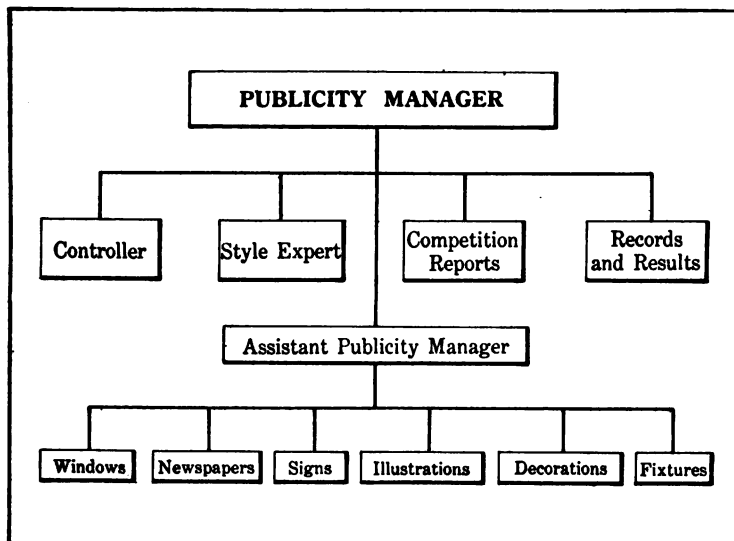 PUBLICITY MANAGER
Controller
Style Expert
Competition
Reports
Records
and Results
Assistant Publicity Manager
Windows
Newspapers
Signs
Illustrations
Decorations
Fixtures